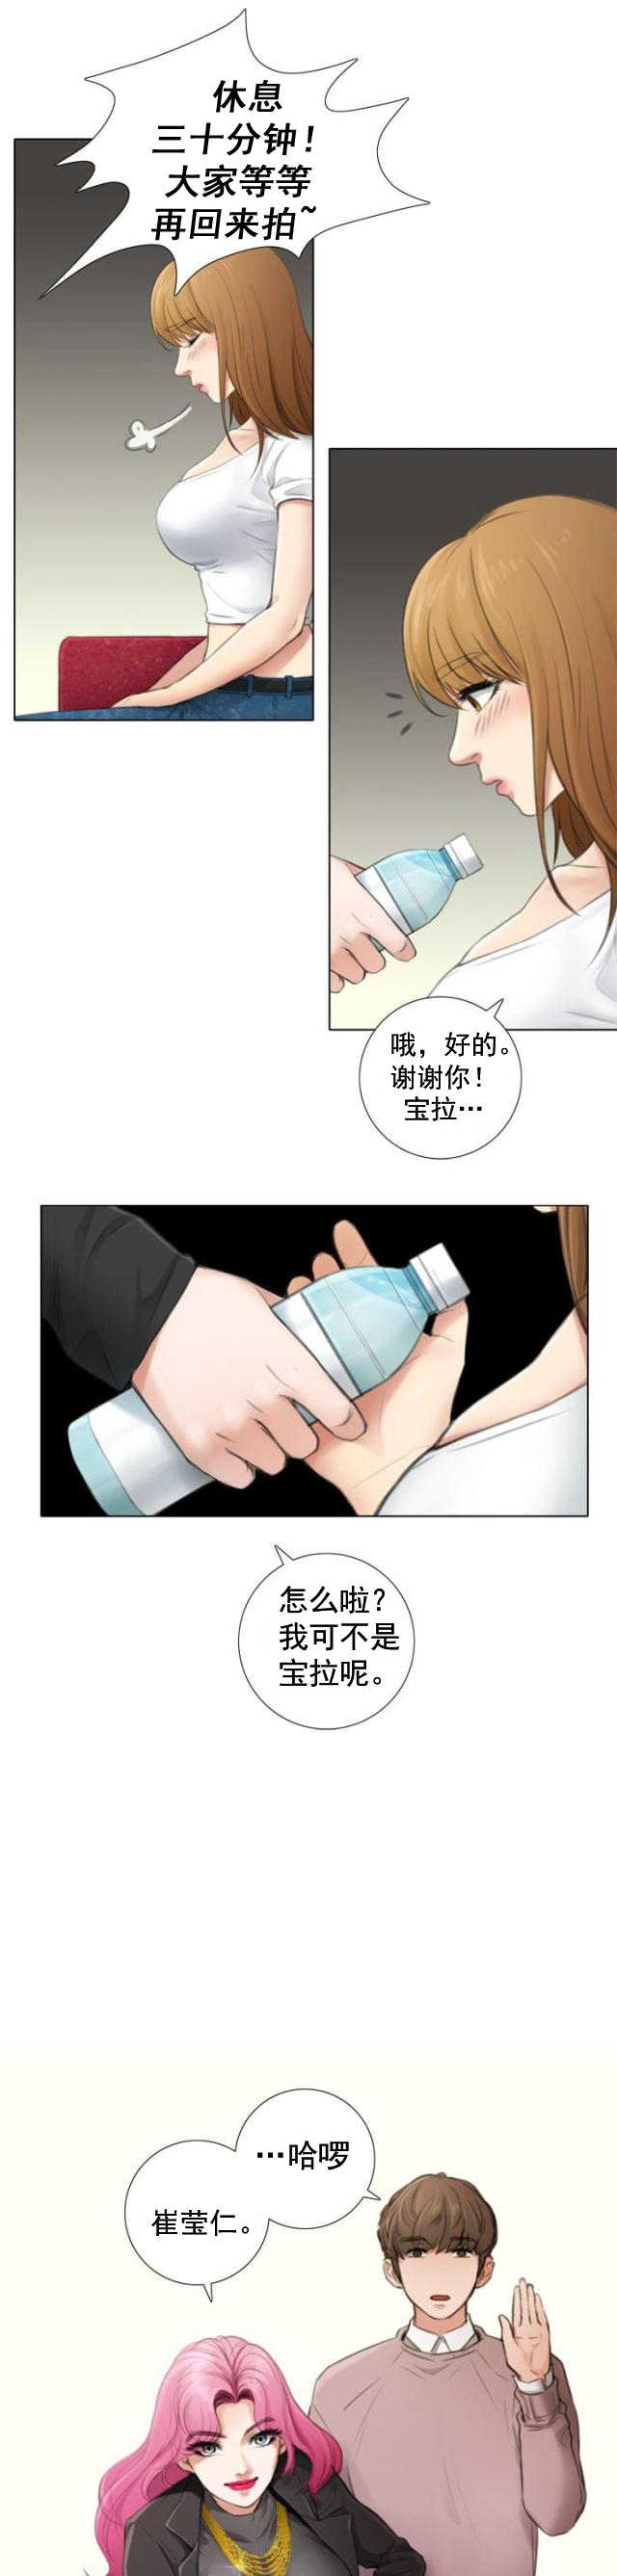 休息
三十分钟！
大家等等
再回来拍~
哦，好的。
谢谢你！
宝拉…
怎么啦？
我可不是
宝拉呢。
…哈啰
崔莹仁。